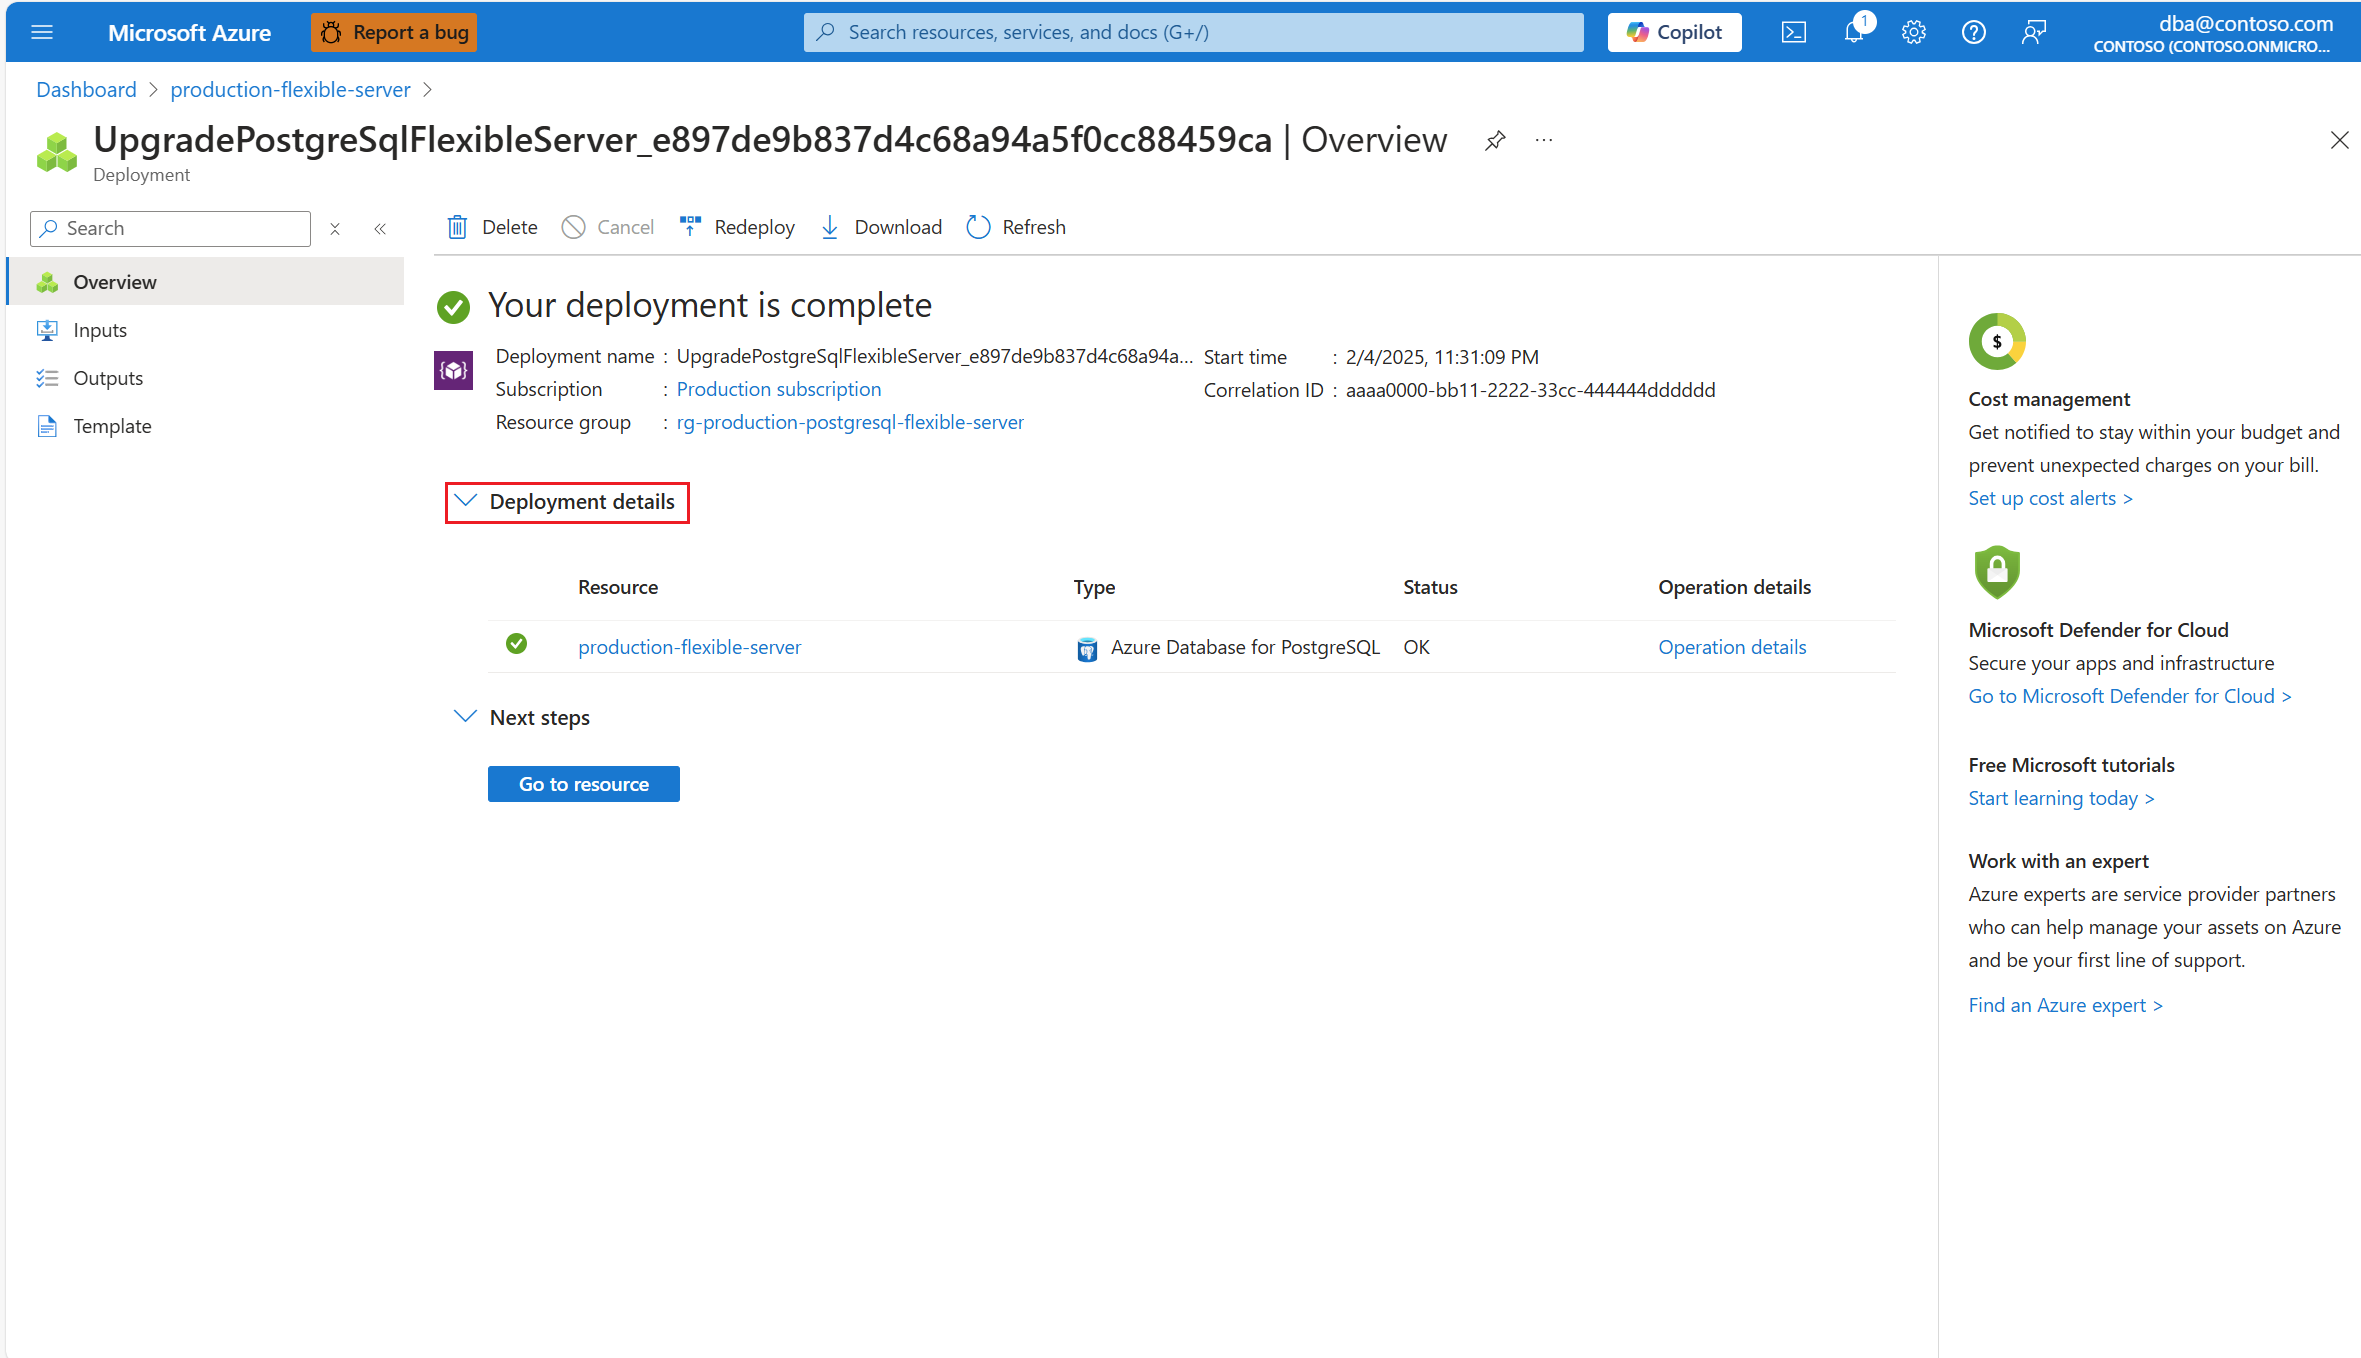 Microsoft Azure
Report a bug
Search resources, services, and docs (G+/)
Copilot
1
dba@contoso.com
CONTOSO (CONTOSO.ONMICRO...
Dashboard > production-flexible-server >
UpgradePostgreSqlFlexibleServer_e897de9b837d4c68a94a5f0cc88459ca | Overview
Deployment
Search
Delete
Cancel
Redeploy
Download
Refresh
Overview
Inputs
Outputs
Template
Your deployment is complete
Deployment name : UpgradePostgreSqlFlexibleServer_e897de9b837d4c68a94a...
Subscription : Production subscription
Resource group : rg-production-postgresql-flexible-server
Start time : 2/4/2025, 11:31:09 PM
Correlation ID : aaaa0000-bb11-2222-33cc-444444dddddd
Deployment details
Resource Type Status Operation details
production-flexible-server Azure Database for PostgreSQL OK Operation details
Next steps
Go to resource
Cost management
Get notified to stay within your budget and
prevent unexpected charges on your bill.
Set up cost alerts >
Microsoft Defender for Cloud
Secure your apps and infrastructure
Go to Microsoft Defender for Cloud >
Free Microsoft tutorials
Start learning today >
Work with an expert
Azure experts are service provider partners
who can help manage your assets on Azure
and be your first line of support.
Find an Azure expert >